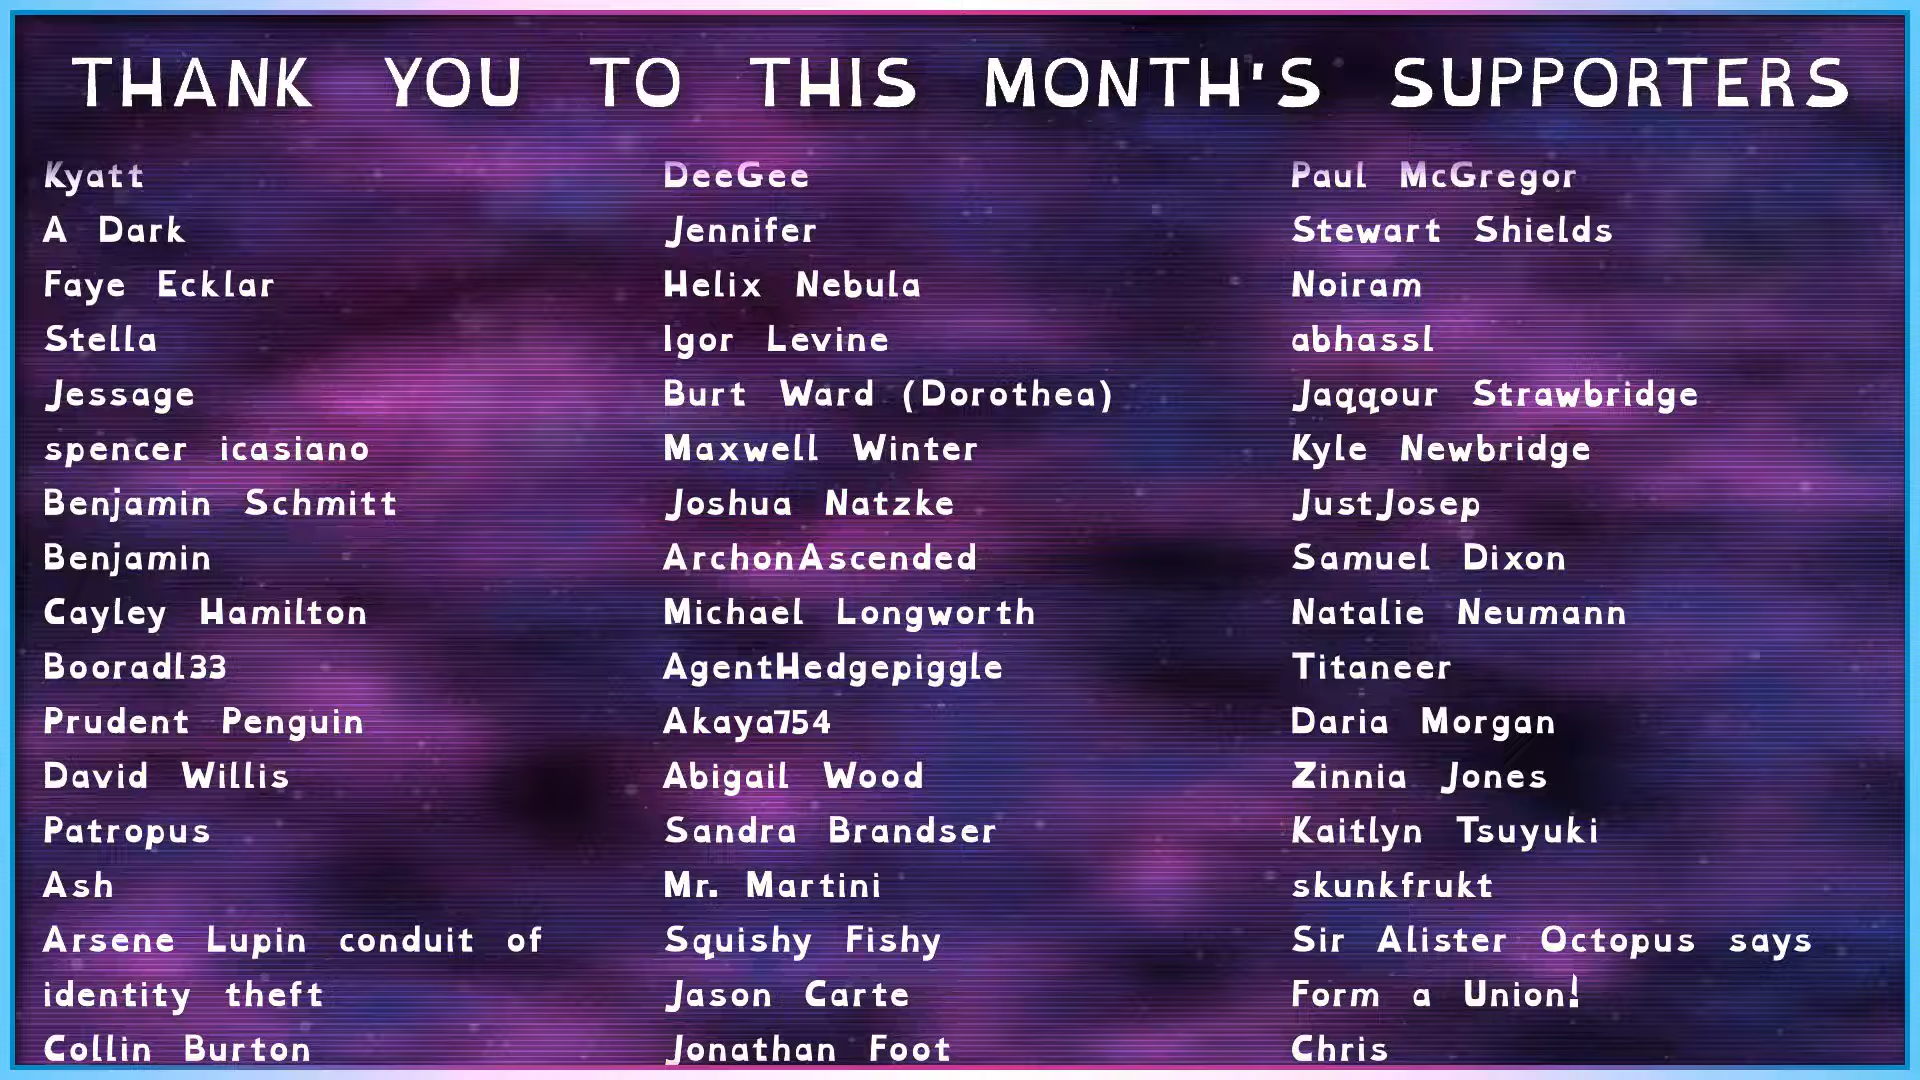 THANK YOU TO THIS MONTH'S SUPPORTERS
Kyatt
A Dark
Faye Ecklar
Stella
Jessage
spencer icasiano
Benjamin Schmitt
Benjamin
Cayley Hamilton
Booradl33
Prudent Penguin
David Willis
Patropus
Ash
Arsene Lupin conduit of
identity theft
Collin Burton
DeeGee
Jennifer
Helix Nebula
Igor Levine
Burt Ward (Dorothea)
Maxwell Winter
Joshua Natzke
ArchonAscended
Michael Longworth
AgentHedgepiggle
Akaya754
Abigail Wood
Sandra Brandser
Mr. Martini
Squishy Fishy
Jason Carte
Jonathan Foot
Paul McGregor
Stewart Shields
Noiram
abhassl
Jaqqour Strawbridge
Kyle Newbridge
JustJosep
Samuel Dixon
Natalie Neumann
Titaneer
Daria Morgan
Zinnia Jones
Kaitlyn Tsuyuki
skunkfrukt
Sir Alister Octopus says
Form a Union!
Chris